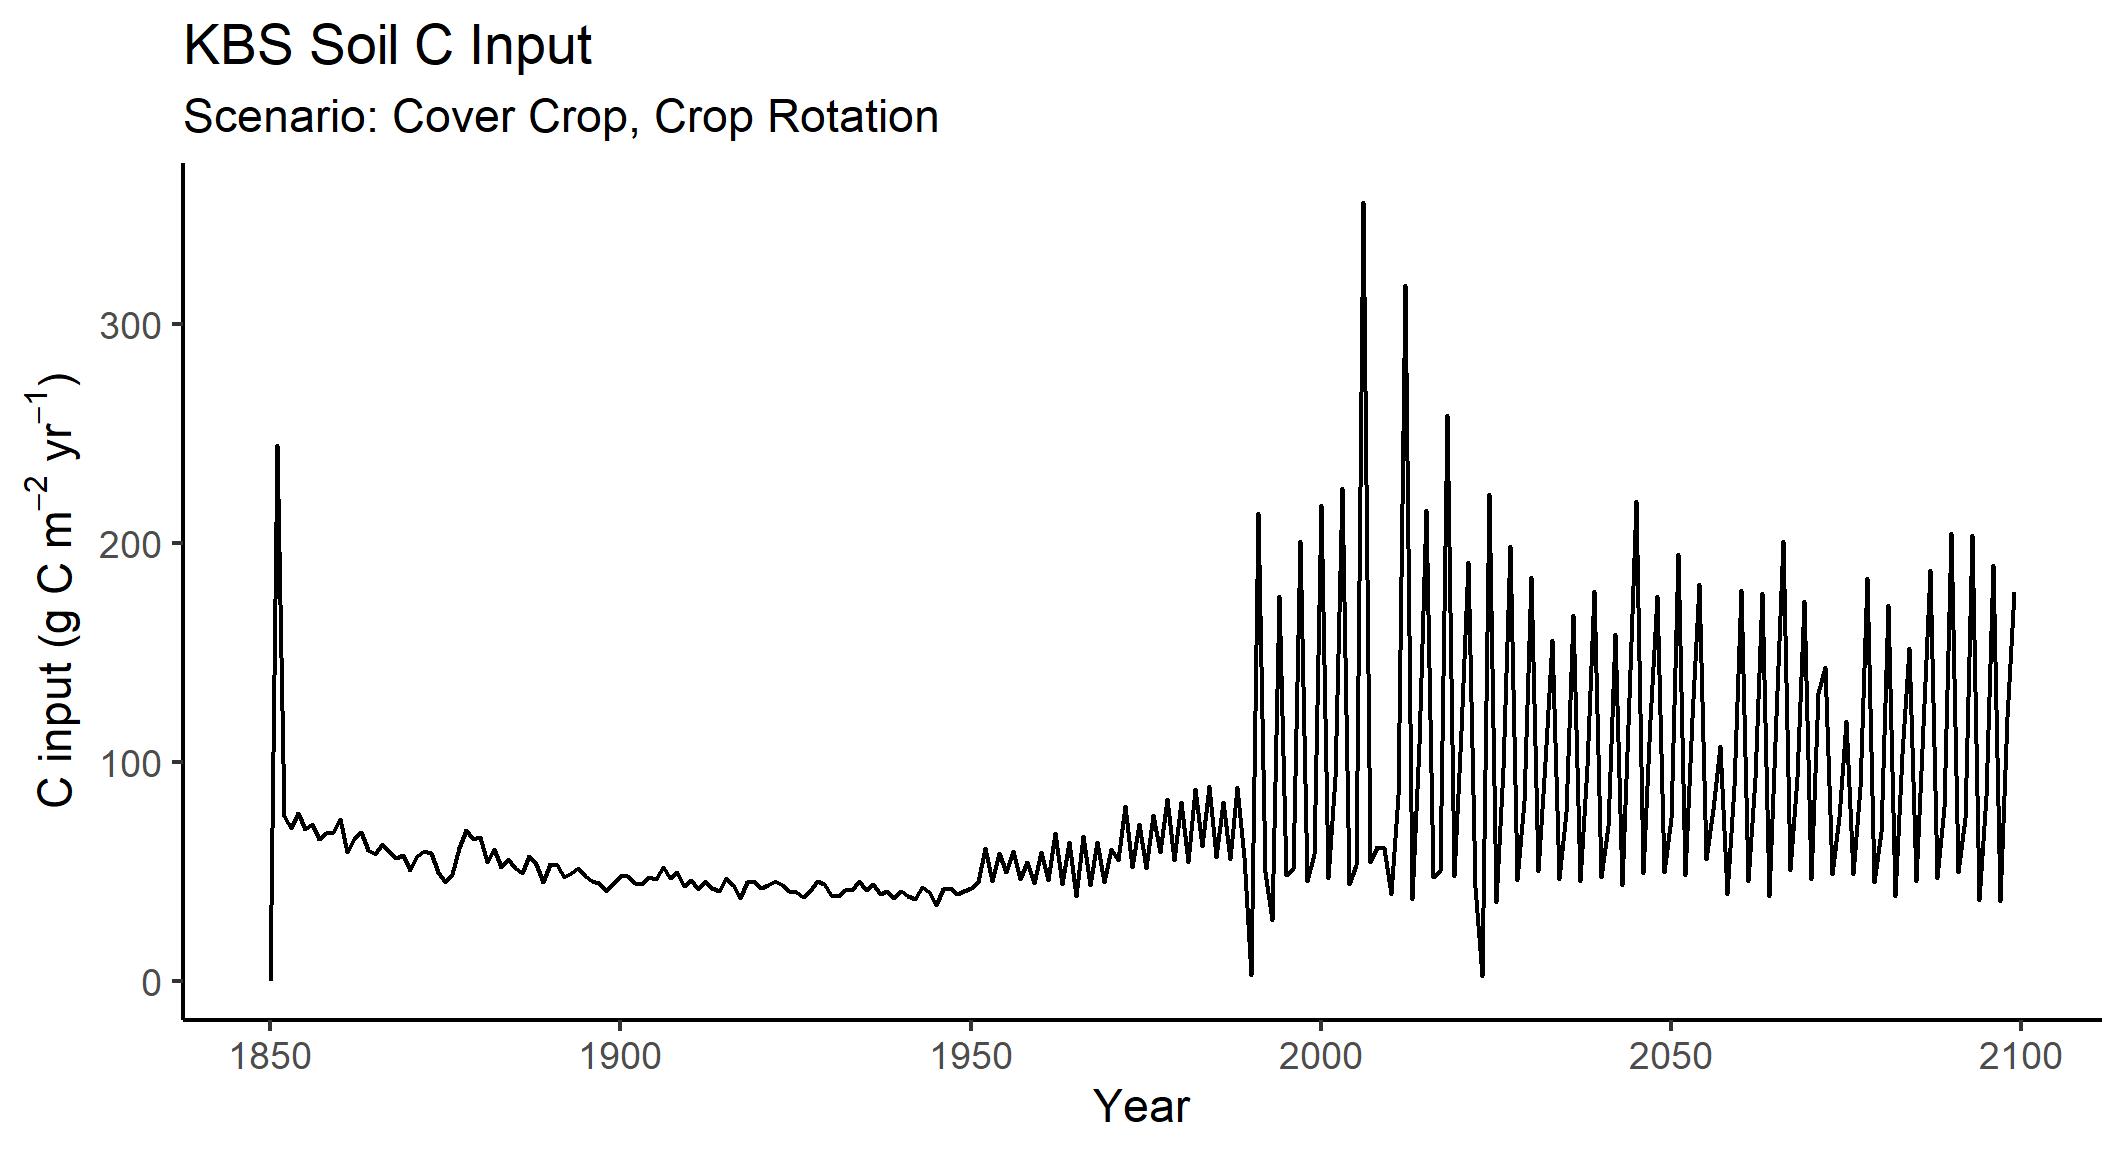 KBS Soil C Input
Scenario: Cover Crop, Crop Rotation
C input (g C m⁻² yr⁻¹)
300
200
100
0
1850 1900 1950 2000 2050 2100
Year